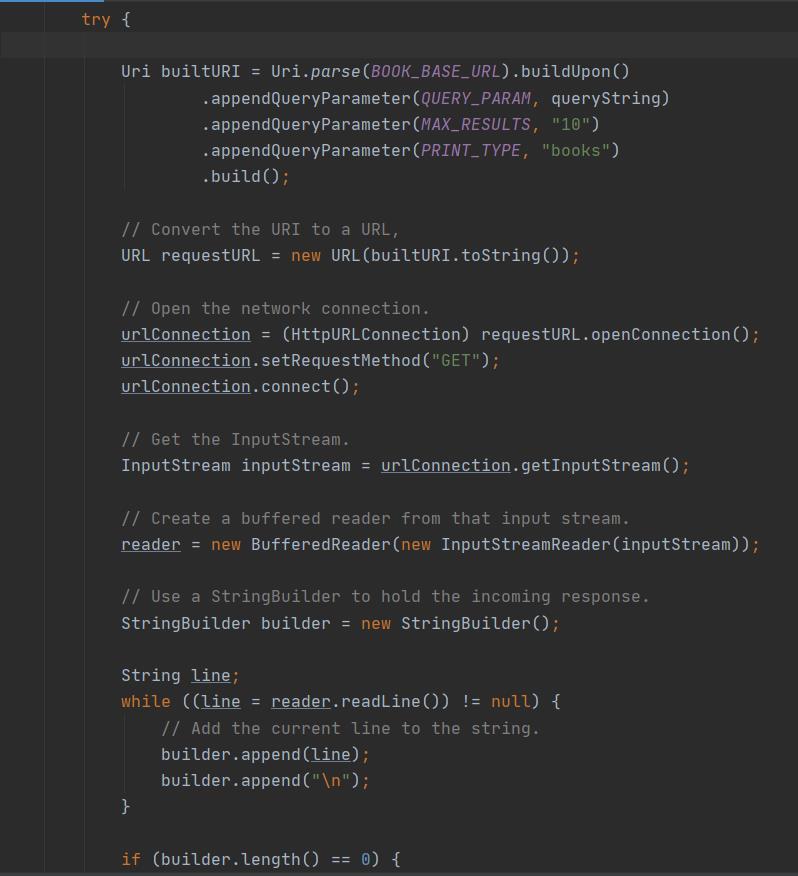 try {
Uri builtURI = Uri.parse(BOOK_BASE_URL).buildUpon()
.appendQueryParameter(QUERY_PARAM, queryString)
.appendQueryParameter(MAX_RESULTS, "10")
.appendQueryParameter(PRINT_TYPE, "books")
.build();
// Convert the URI to a URL,
URL requestURL = new URL(builtURI.toString());
// Open the network connection.
urlConnection = (HttpURLConnection) requestURL.openConnection();
urlConnection.setRequestMethod("GET");
urlConnection.connect();
// Get the InputStream.
InputStream inputStream = urlConnection.getInputStream();
// Create a buffered reader from that input stream.
reader = new BufferedReader(new InputStreamReader(inputStream));
// Use a StringBuilder to hold the incoming response.
StringBuilder builder = new StringBuilder();
String line;
while ((line = reader.readLine()) != null) {
// Add the current line to the string.
builder.append(line);
builder.append("\n");
}
if (builder.length() == 0) {